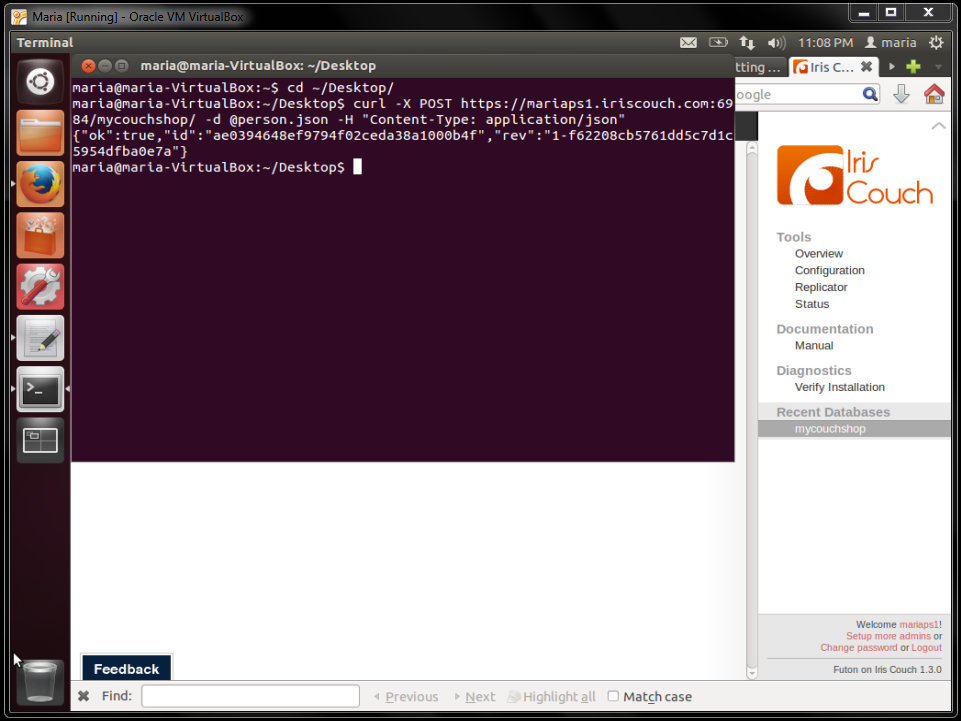 Maria [Running] - Oracle VM VirtualBox
Terminal
11:08 PM
maria
maria@maria-VirtualBox: ~/Desktop
tting ...
Iris C...
oogle
maria@maria-VirtualBox:~$ cd ~/Desktop/
maria@maria-VirtualBox:~/Desktop$ curl -X POST https://mariaps1.iriscouch.com:69
84/mycouchshop/ -d @person.json -H "Content-Type: application/json"
{"ok":true,"id":"ae0394648ef9794f02ceda38a1000b4f","rev":"1-f62208cb5761dd5c7d1c
5954dfba0e7a"}
maria@maria-VirtualBox:~/Desktop$
Iris
Couch
Tools
Overview
Configuration
Replicator
Status
Documentation
Manual
Diagnostics
Verify Installation
Recent Databases
mycouchshop
Welcome mariaps1!
Setup more admins or
Change password or Logout
Futon on Iris Couch 1.3.0
Feedback
Find:
Previous
Next
Highlight all
Match case